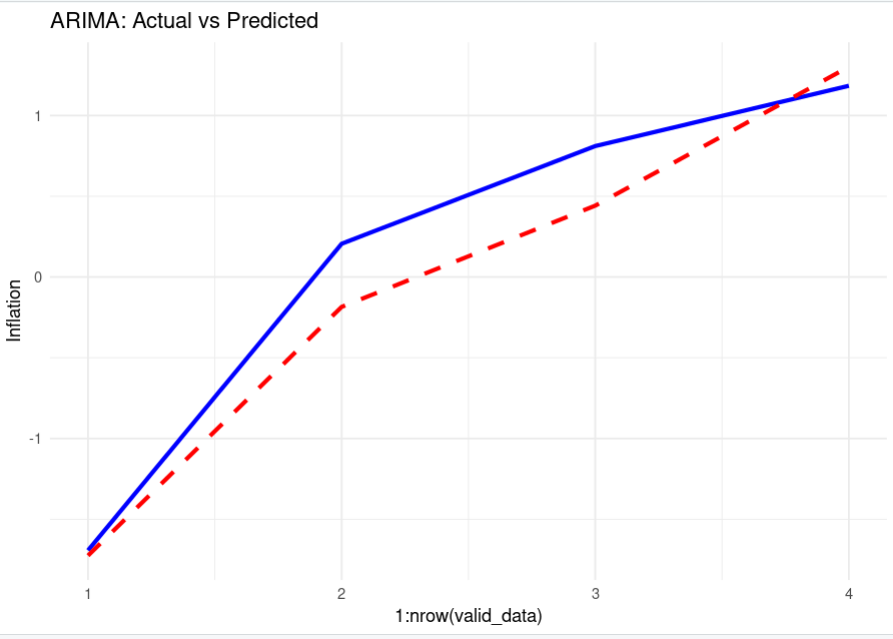 ARIMA: Actual vs Predicted
Inflation
1
0
-1
1 2 3 4
1:nrow(valid_data)